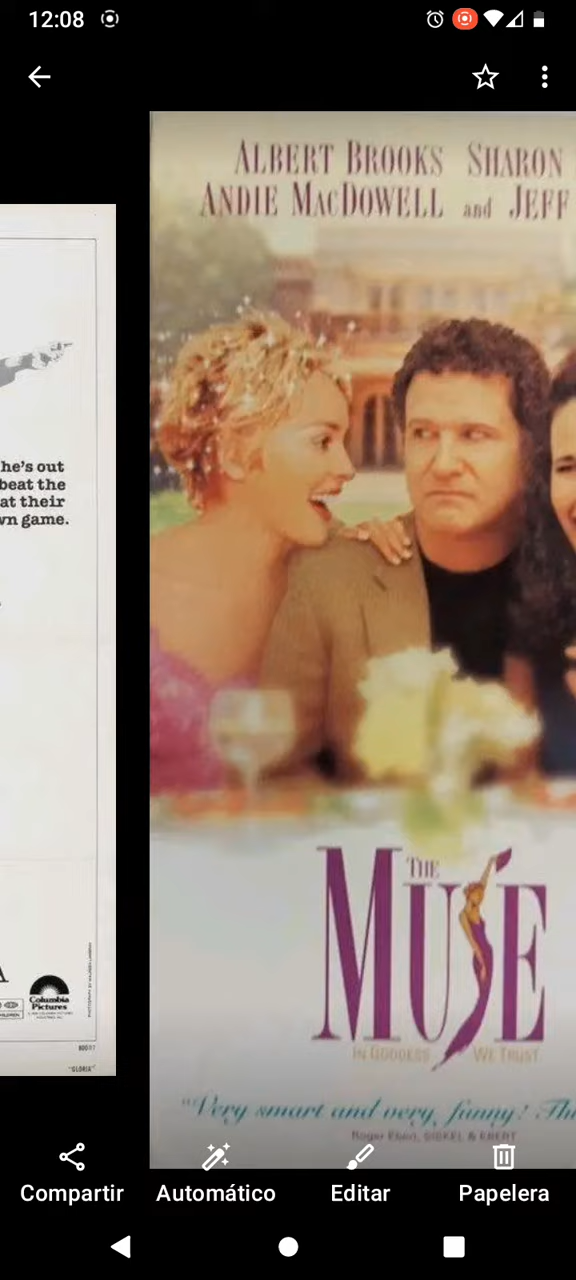 12:08
he's out
beat the
at their
wn game.
A
Columbia
Pictures
"GLORIA"
ALBERT BROOKS SHARON
ANDIE MACDOWELL and JEFF
THE
MUSE
IN GODDESS WE TRUST
"Very smart and very, funny! Th
Roger Ebert, SISKEL & EBERT
Compartir Automático Editar Papelera